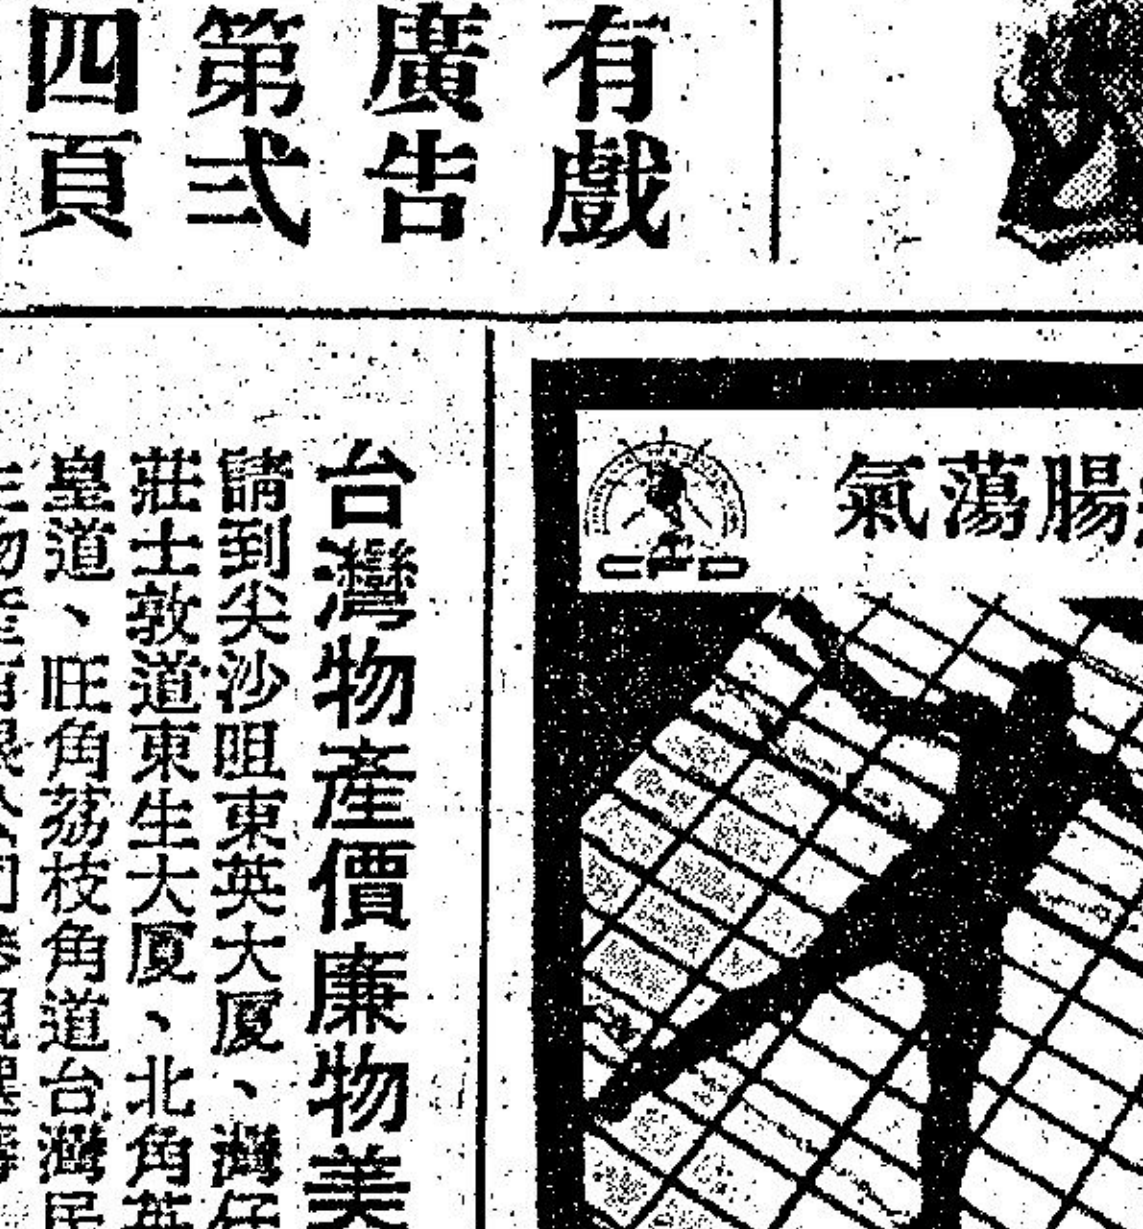 有戲
廣告
第弍
四頁
氣蕩腸
CFD
台灣物產價廉物美
請到尖沙咀東英大厦、灣仔
莊士敦道東生大厦、北角英
皇道、旺角荔枝角道台灣民